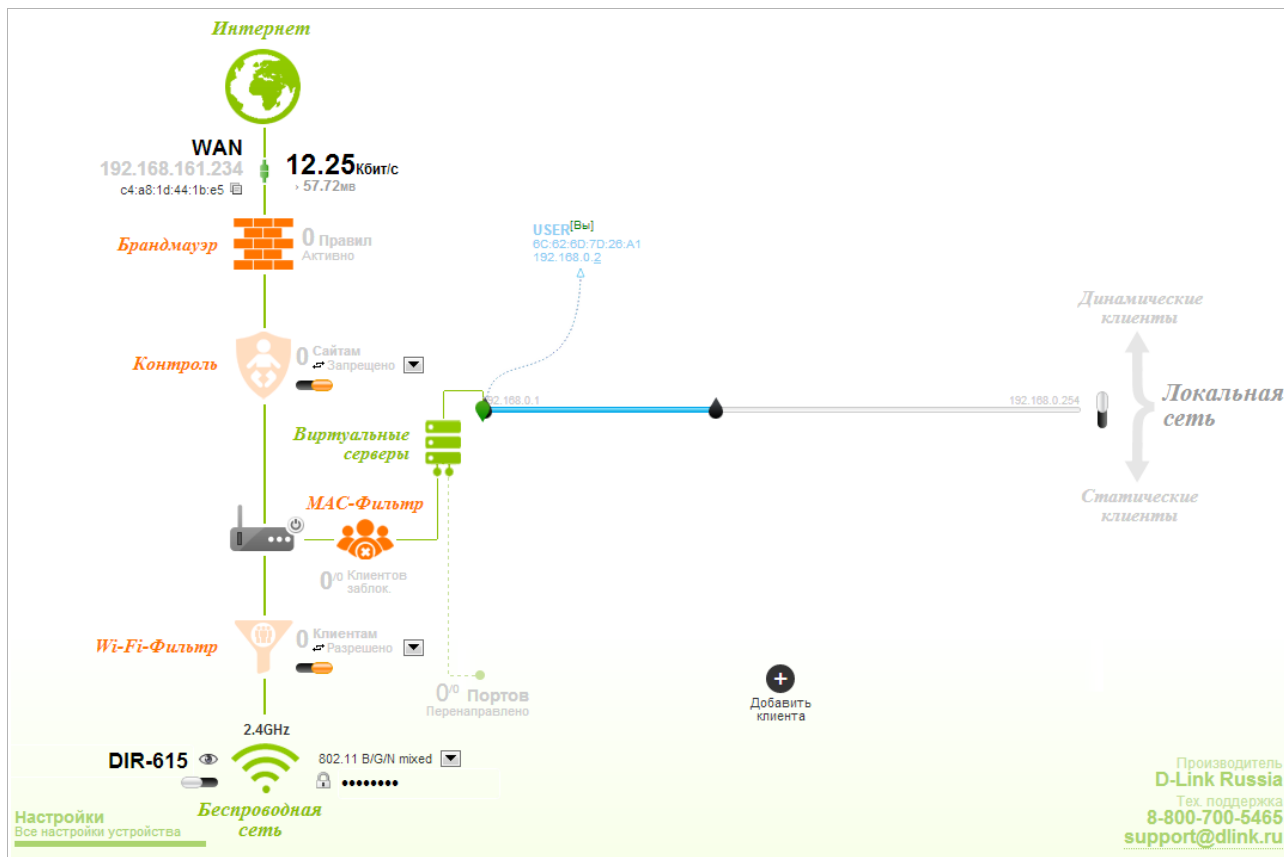 Интернет
WAN
192.168.161.234
c4:a8:1d:44:1b:e5
12.25Кбит/с
57.72мв
Брандмауэр
0 Правил
Активно
USER[Вы]
6C:62:6D:7D:26:A1
192.168.0.2
Динамические
клиенты
Контроль
0 Сайтам
Запрещено
92.168.0.1
192.168.0.254
Локальная
сеть
Виртуальные
серверы
MAC-Фильтр
0/0 Клиентов
заблок.
Статические
клиенты
Wi-Fi-Фильтр
0 Клиентам
Разрешено
0/0 Портов
Перенаправлено
Добавить
клиента
2.4GHz
DIR-615
802.11 B/G/N mixed
Беспроводная
сеть
Настройки
Все настройки устройства
Производитель
D-Link Russia
Тех. поддержка
8-800-700-5465
support@dlink.ru